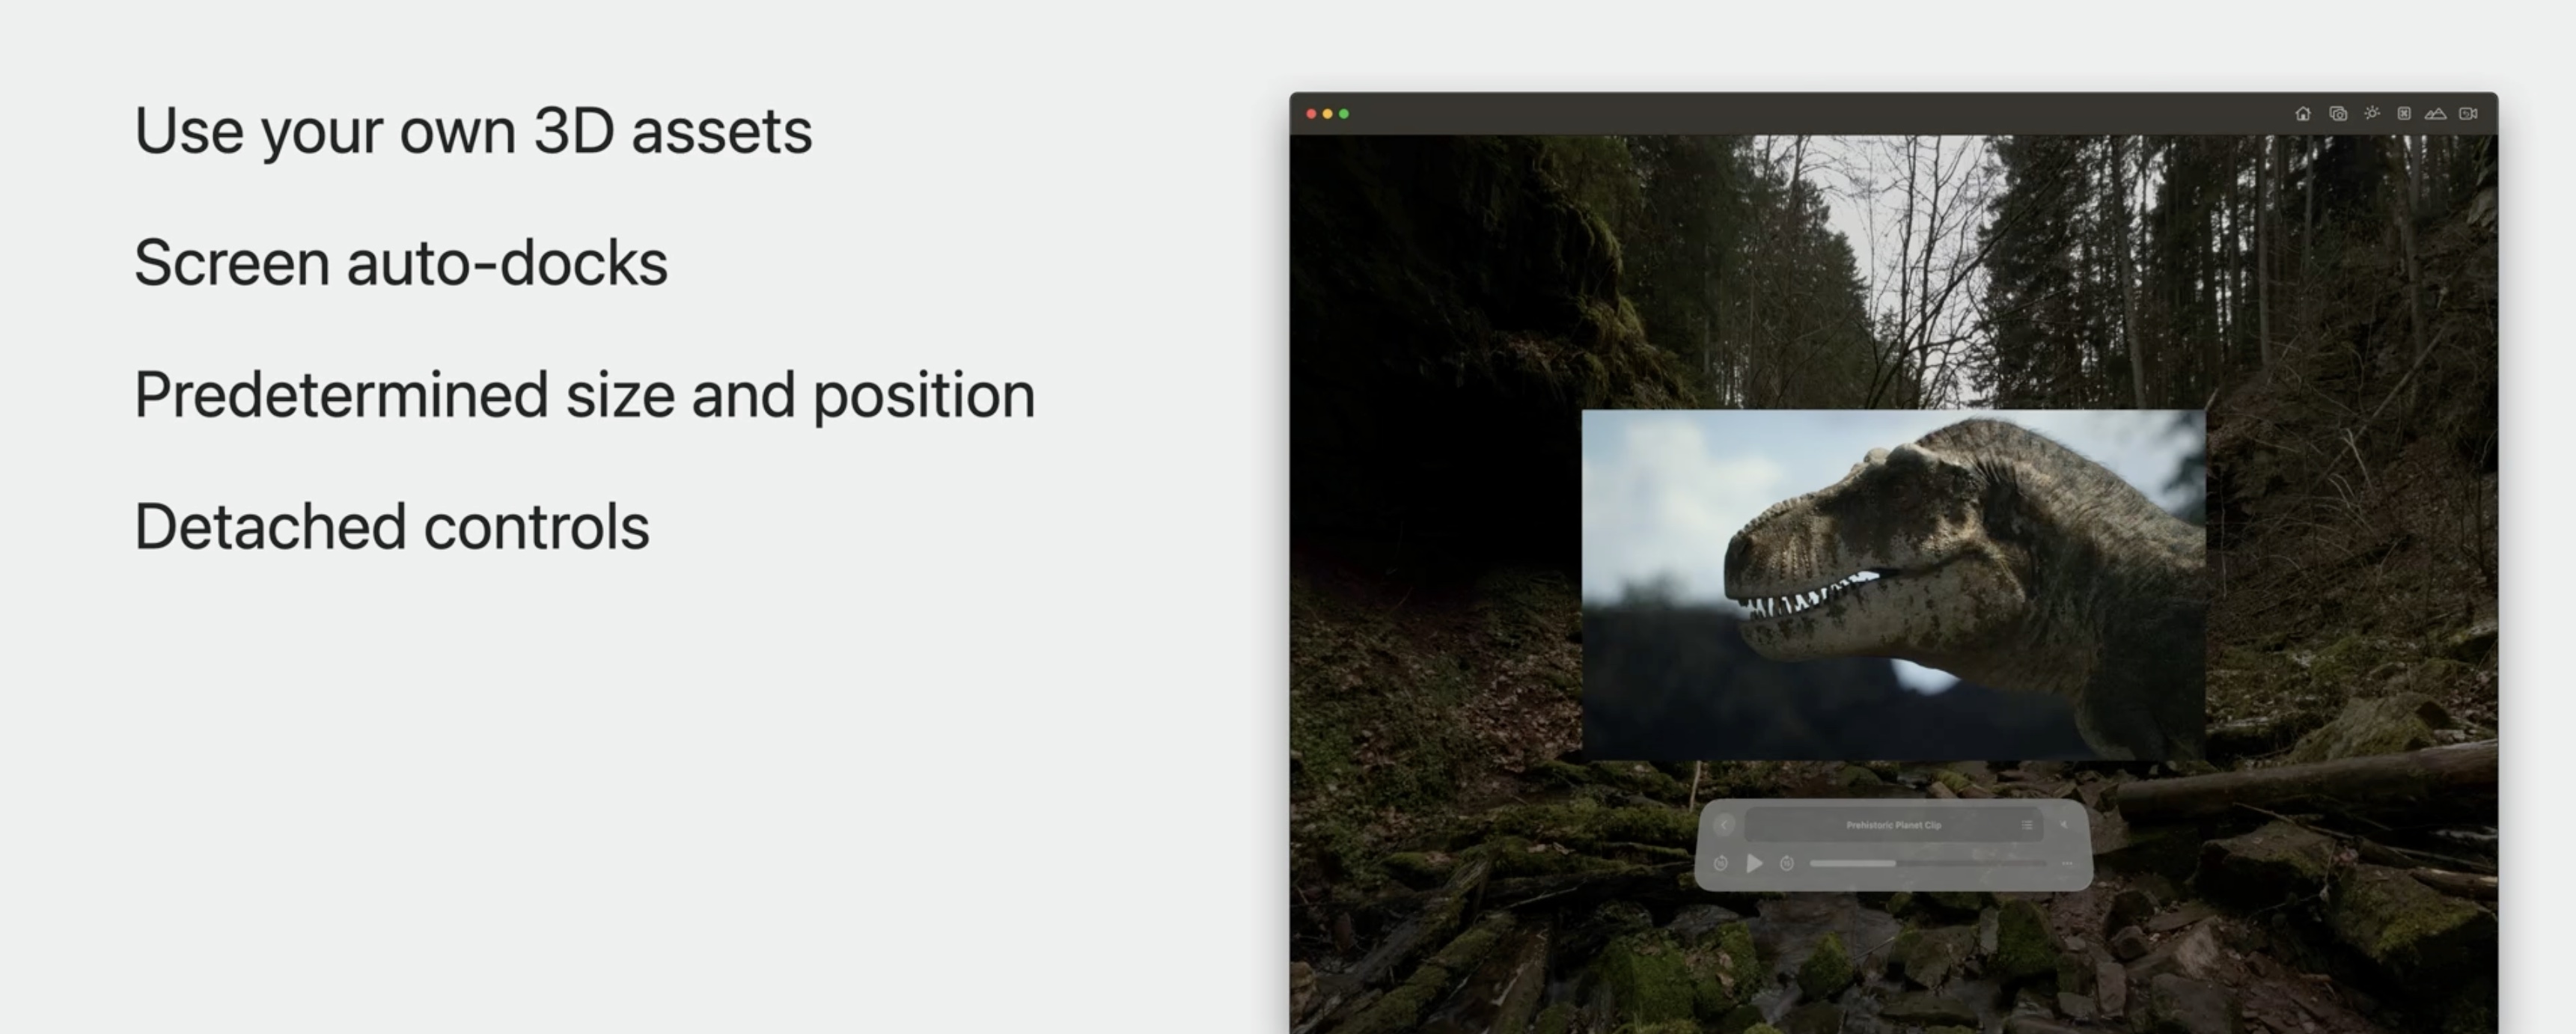 Use your own 3D assets
Screen auto-docks
Predetermined size and position
Detached controls
Prehistoric Planet Clip